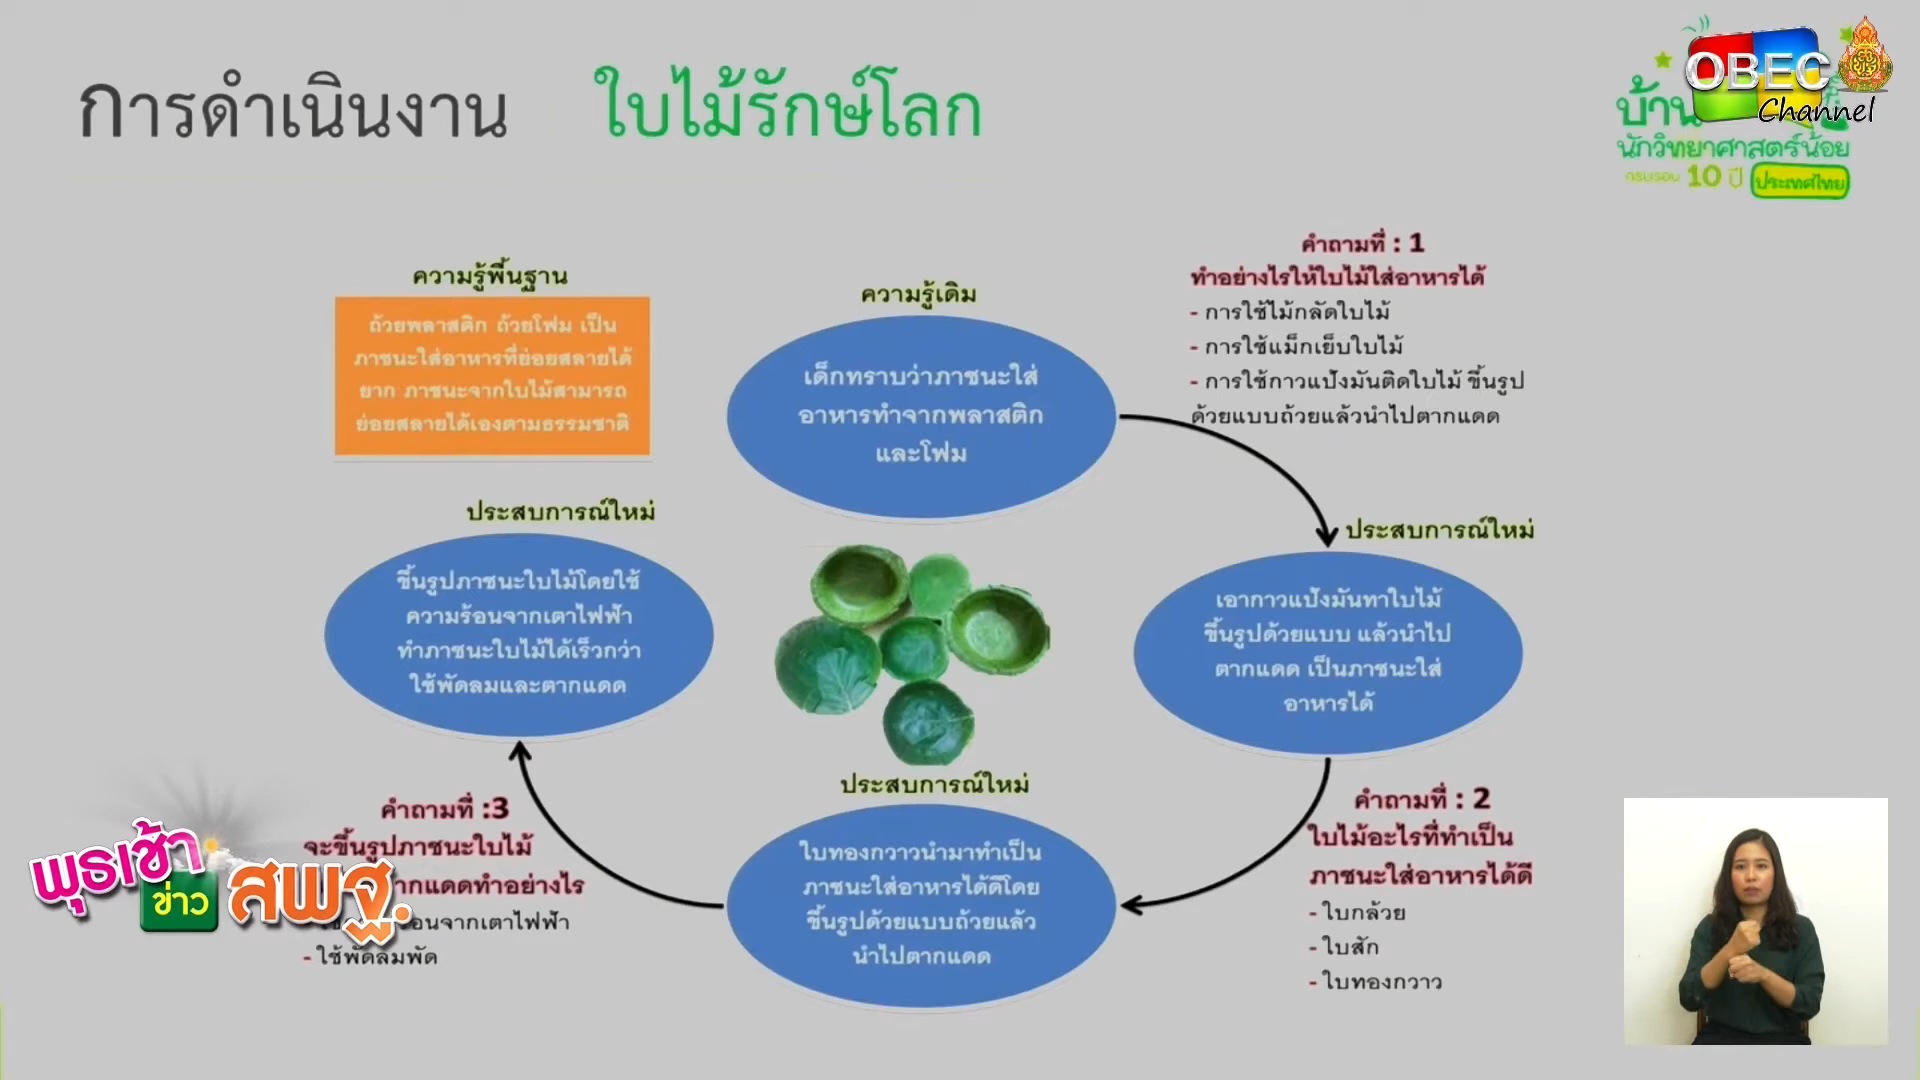 การดำเนินงาน ใบไม้รักษ์โลก
OBEC
Channel
บ้าน
นักวิทยาศาสตร์น้อย
ครบรอบ 10 ปี ประเทศไทย
ความรู้พื้นฐาน
ถ้วยพลาสติก ถ้วยโฟม เป็น
ภาชนะใส่อาหารที่ย่อยสลายได้
ยาก ภาชนะจากใบไม้สามารถ
ย่อยสลายได้เองตามธรรมชาติ
ความรู้เดิม
เด็กทราบว่าภาชนะใส่
อาหารทำจากพลาสติก
และโฟม
คำถามที่ : 1
ทำอย่างไรให้ใบไม้ใส่อาหารได้
- การใช้ไม้กลัดใบไม้
- การใช้แม็กเย็บใบไม้
- การใช้กาวแป้งมันติดใบไม้ ขึ้นรูป
ด้วยแบบถ้วยแล้วนำไปตากแดด
ประสบการณ์ใหม่
เอากาวแป้งมันทาใบไม้
ขึ้นรูปด้วยแบบ แล้วนำไป
ตากแดด เป็นภาชนะใส่
อาหารได้
คำถามที่ : 2
ใบไม้อะไรที่ทำเป็น
ภาชนะใส่อาหารได้ดี
- ใบกล้วย
- ใบสัก
- ใบทองกวาว
ประสบการณ์ใหม่
ใบทองกวาวนำมาทำเป็น
ภาชนะใส่อาหารได้ดีโดย
ขึ้นรูปด้วยแบบถ้วยแล้ว
นำไปตากแดด
คำถามที่ :3
จะขึ้นรูปภาชนะใบไม้
ากแดดทำอย่างไร
ร้อนจากเตาไฟฟ้า
- ใช้พัดลมพัด
ประสบการณ์ใหม่
ขึ้นรูปภาชนะใบไม้โดยใช้
ความร้อนจากเตาไฟฟ้า
ทำภาชนะใบไม้ได้เร็วกว่า
ใช้พัดลมและตากแดด
พุธเช้า
ข่าว
สพฐ.